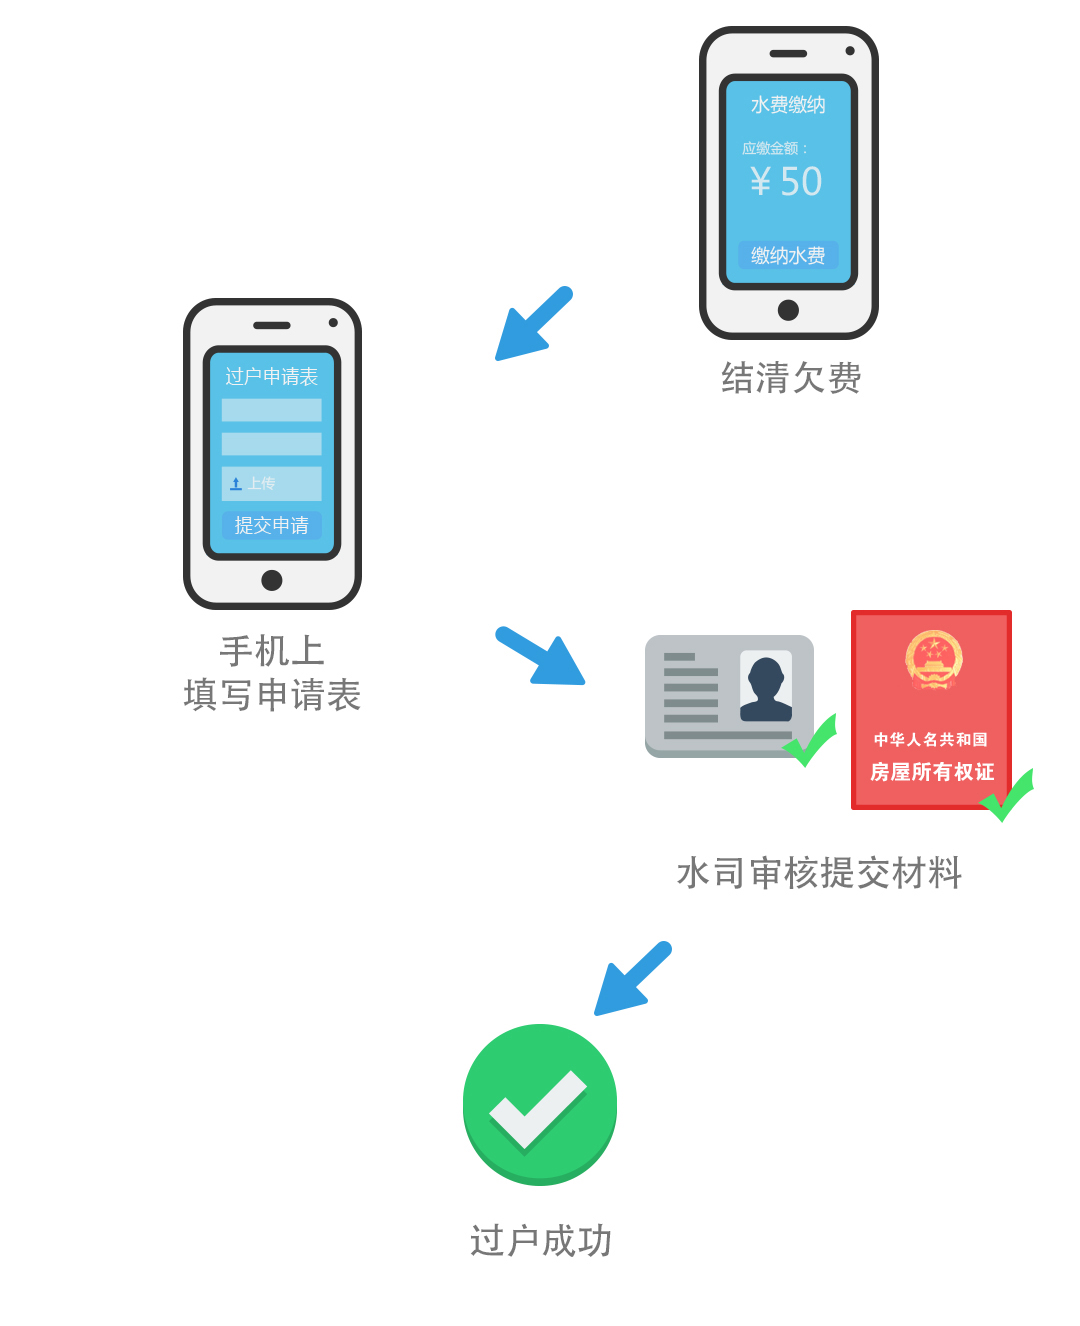 水费缴纳
应缴金额：
¥ 50
缴纳水费
结清欠费
过户申请表
上传
提交申请
手机上
填写申请表
中华人名共和国
房屋所有权证
水司审核提交材料
过户成功